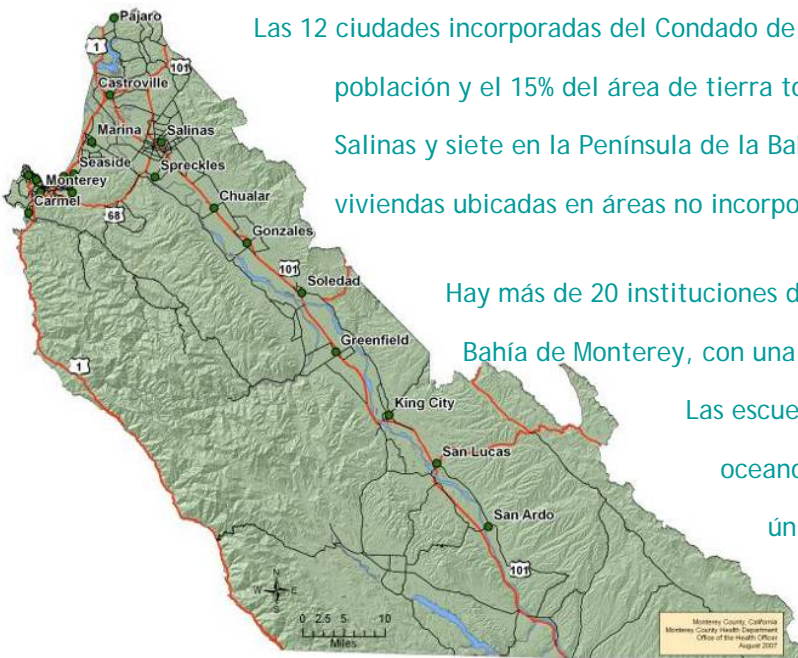 Las 12 ciudades incorporadas del Condado de
población y el 15% del área de tierra to
Salinas y siete en la Península de la Ba
viviendas ubicadas en áreas no incorpo
Hay más de 20 instituciones d
Bahía de Monterey, con una
Las escue
oceano
ún
Pajaro
1
101
Castroville
Marina
Salinas
Seaside
Spreckles
Monterey
Carmel
68
Chualar
Gonzales
101
Soledad
Greenfield
1
King City
San Lucas
San Ardo
101
N
W E
S
0 2.5 5 10
Miles
Monterey County, California
Monterey County Health Department
Office of the Health Officer
August 2007